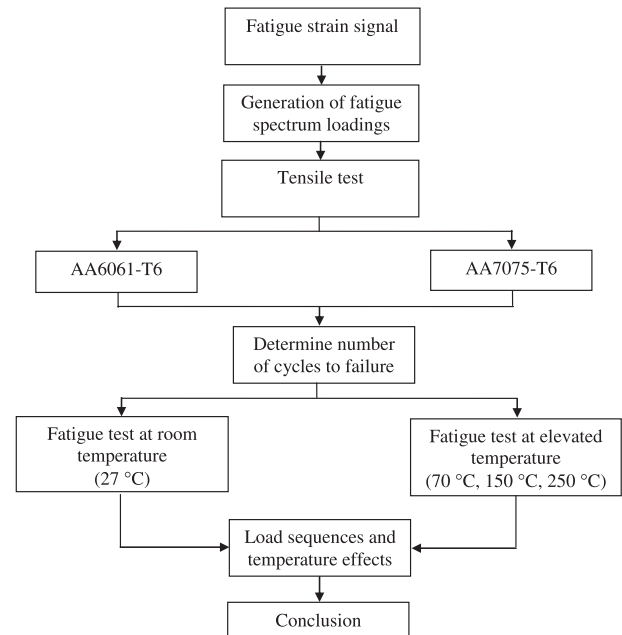 Fatigue strain signal
Generation of fatigue
spectrum loadings
Tensile test
AA6061-T6
AA7075-T6
Determine number
of cycles to failure
Fatigue test at room
temperature
(27 °C)
Fatigue test at elevated
temperature
(70 °C, 150 °C, 250 °C)
Load sequences and
temperature effects
Conclusion